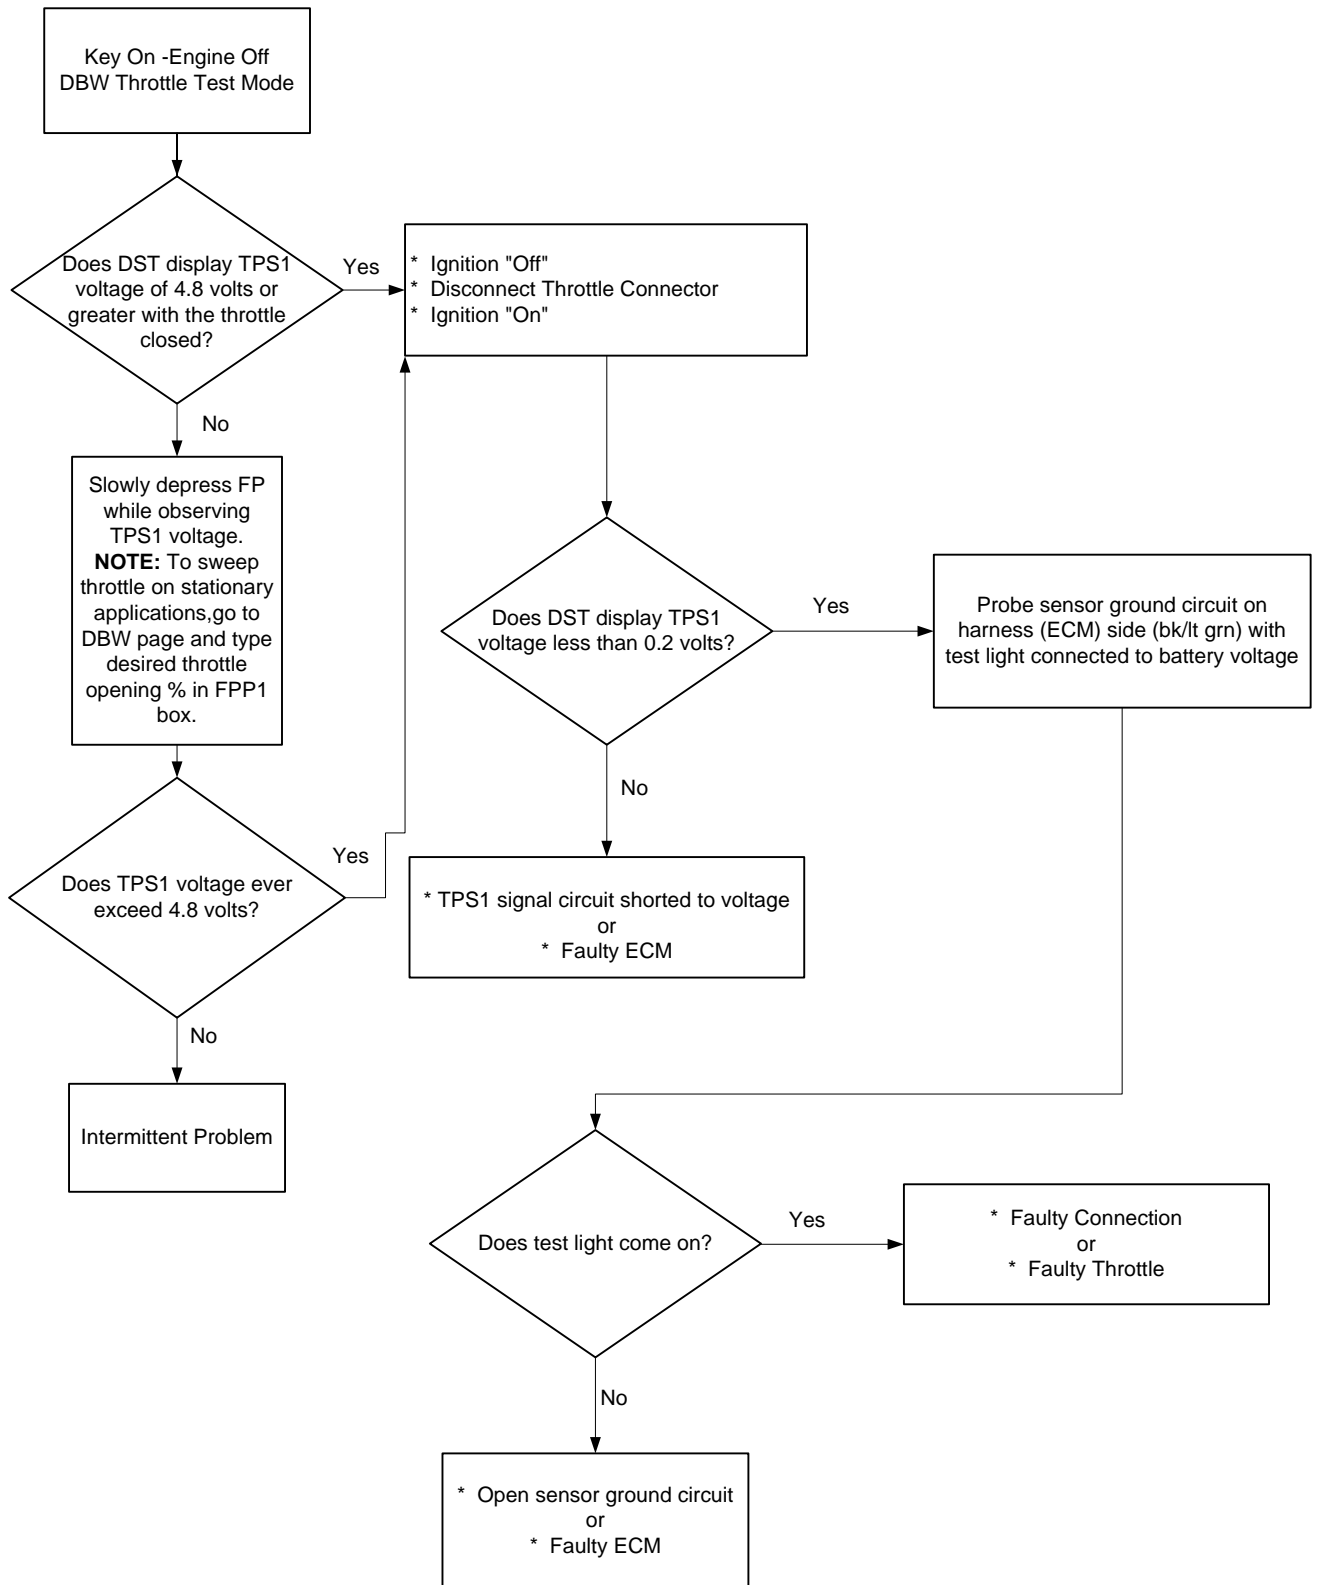 Key On -Engine Off
DBW Throttle Test Mode
Does DST display TPS1
voltage of 4.8 volts or
greater with the throttle
closed?
Yes
* Ignition "Off"
* Disconnect Throttle Connector
* Ignition "On"
No
Slowly depress FP
while observing
TPS1 voltage.
NOTE: To sweep
throttle on stationary
applications,go to
DBW page and type
desired throttle
opening % in FPP1
box.
Does DST display TPS1
voltage less than 0.2 volts?
Yes
Probe sensor ground circuit on
harness (ECM) side (bk/lt grn) with
test light connected to battery voltage
No
Does TPS1 voltage ever
exceed 4.8 volts?
Yes
* TPS1 signal circuit shorted to voltage
or
* Faulty ECM
No
Intermittent Problem
Does test light come on?
Yes
* Faulty Connection
or
* Faulty Throttle
No
* Open sensor ground circuit
or
* Faulty ECM